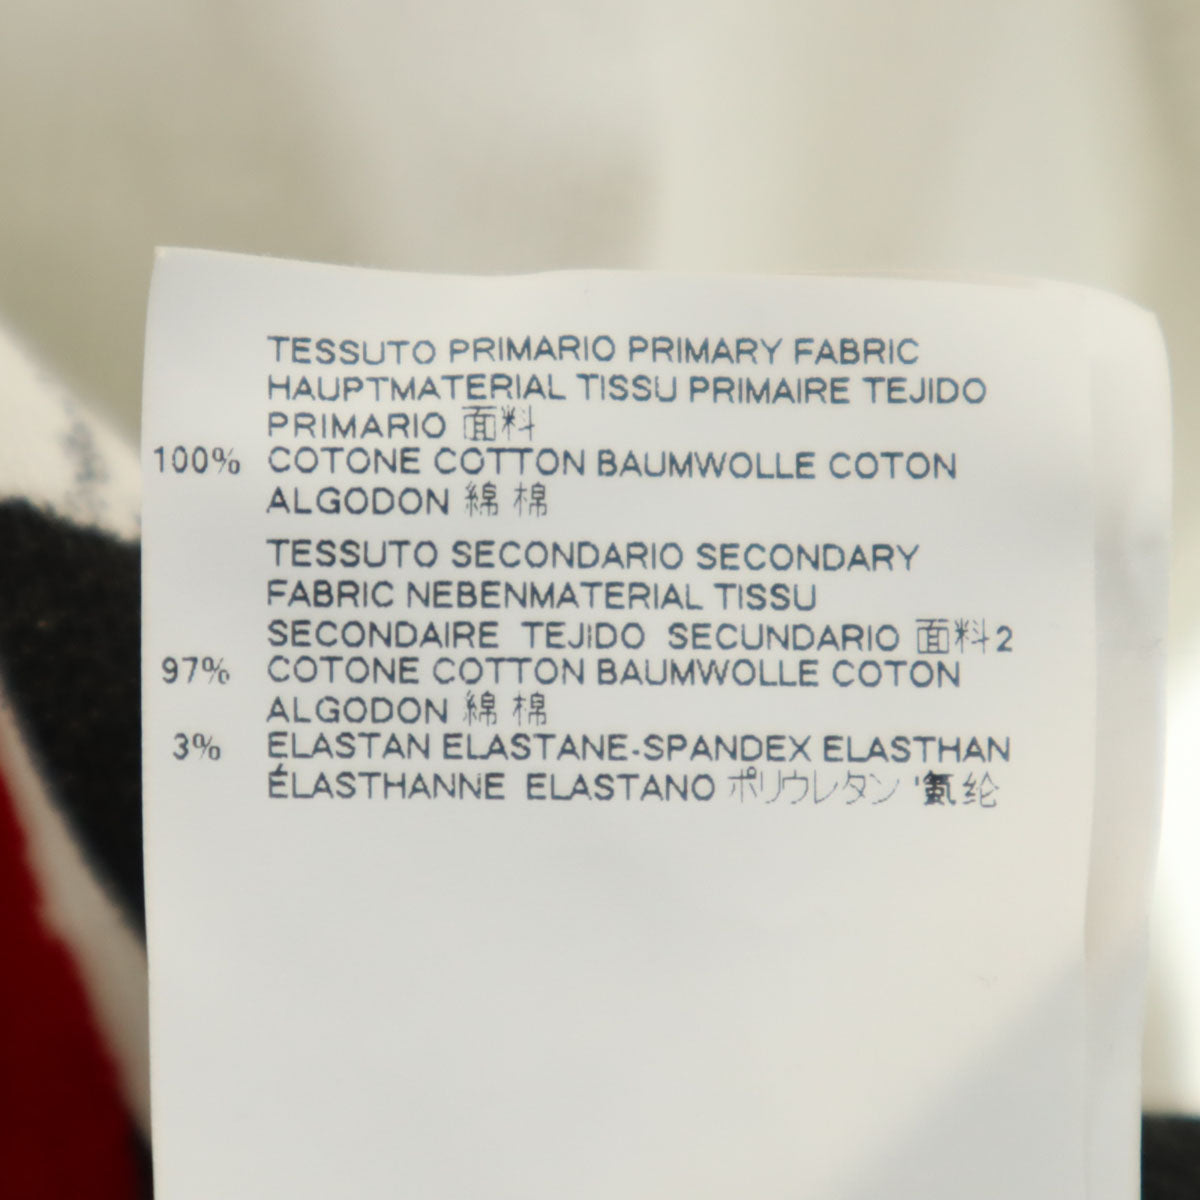 TESSUTO PRIMARIO PRIMARY FABRIC
HAUPTMATERIAL TISSU PRIMAIRE TEJIDO
PRIMARIO 面料
100% COTONE COTTON BAUMWOLLE COTON
ALGODON 綿 棉
TESSUTO SECONDARIO SECONDARY
FABRIC NEBENMATERIAL TISSU
SECONDAIRE TEJIDO SECUNDARIO 面料2
97% COTONE COTTON BAUMWOLLE COTON
ALGODON 綿 棉
3% ELASTAN ELASTANE-SPANDEX ELASTHAN
ÉLASTHANNE ELASTANO ポリウレタン '氨纶